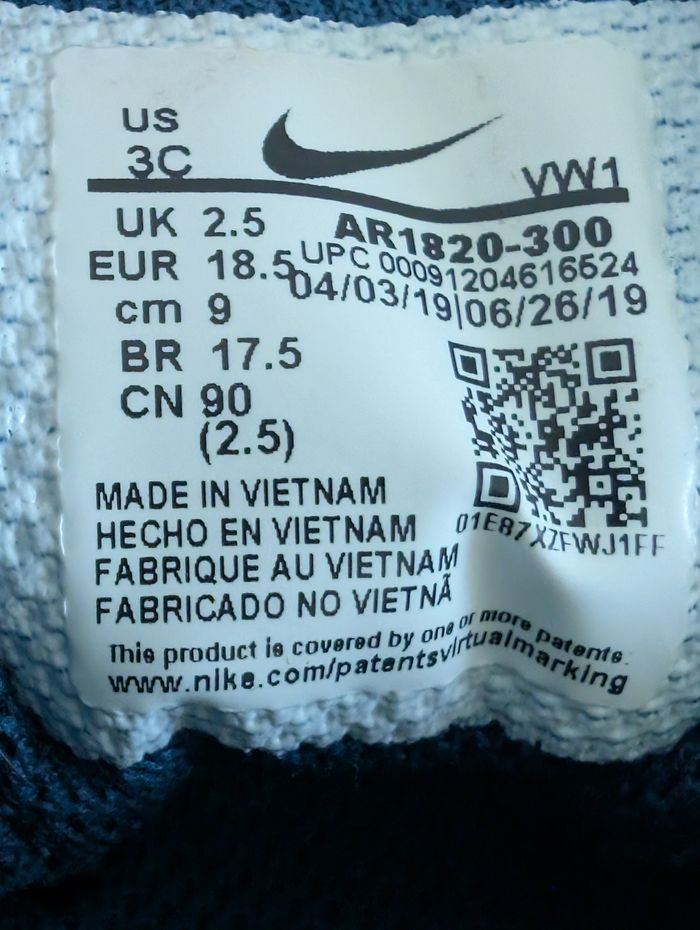 US
3C
VW1
UK 2.5
AR1820-300
EUR 18.5
UPC 00091204616524
cm 9
04/03/19|06/26/19
BR 17.5
CN 90
(2.5)
MADE IN VIETNAM
HECHO EN VIETNAM
01E87XZFWJ1FF
FABRIQUE AU VIETNAM
FABRICADO NO VIETNÃ
This product is covered by one or more patents:
www.nike.com/patentsvirtualmarking